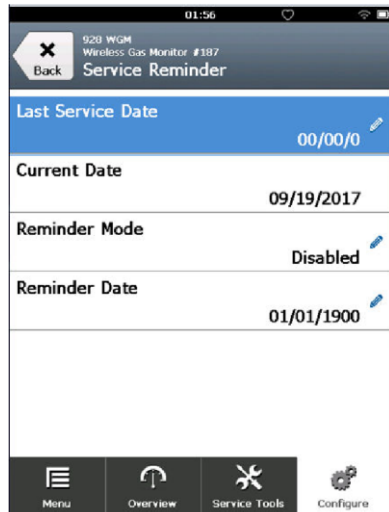 01:56
928 WGM
Wireless Gas Monitor #187
Back
Service Reminder
Last Service Date
00/00/0
Current Date
09/19/2017
Reminder Mode
Disabled
Reminder Date
01/01/1900
Menu
Overview
Service Tools
Configure